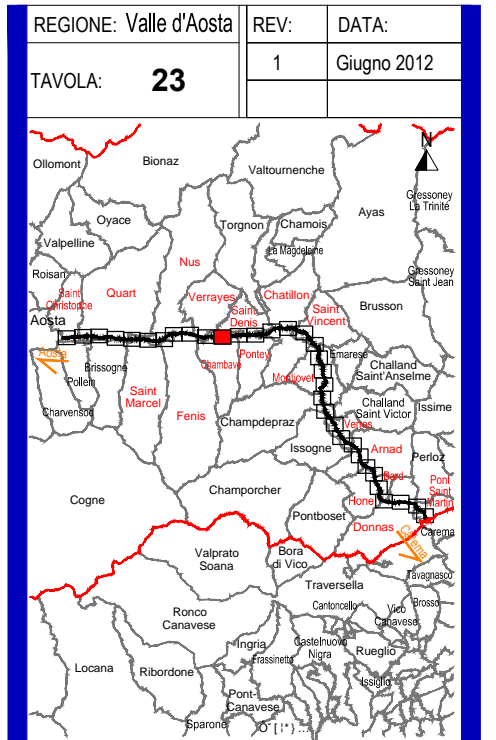 REGIONE: Valle d'Aosta
REV:
DATA:
TAVOLA: 23
1
Giugno 2012
N
Ollomont
Bionaz
Valtournenche
Gressoney
La Trinité
Oyace
Torgnon
Chamois
Ayas
Valpelline
La Magdeleine
Roisan
Nus
Gressoney
Saint Jean
Saint
Christophe
Quart
Verrayes
Chatillon
Saint
Denis
Saint
Vincent
Brusson
Aosta
Aosta
Brissogne
Chambave
Pontey
Emarese
Pollein
Montjovet
Challand
Saint'Anselme
Charvensod
Saint
Marcel
Fenis
Champdepraz
Challand
Saint Victor
Issime
Verres
Issogne
Arnad
Perloz
Bard
Pont
Saint
Martin
Cogne
Champorcher
Hone
Pontboset
Donnas
Carema
Carema
Valprato
Soana
Bora
di Vico
Traversella
Tavagnasco
Cantoncello
Vico
Canavese
Brosso
Ronco
Canavese
Ingria
Castelnuovo
Nigra
Rueglio
Frassinetto
Locana
Ribordone
Issiglio
Pont-
Canavese
Sparone